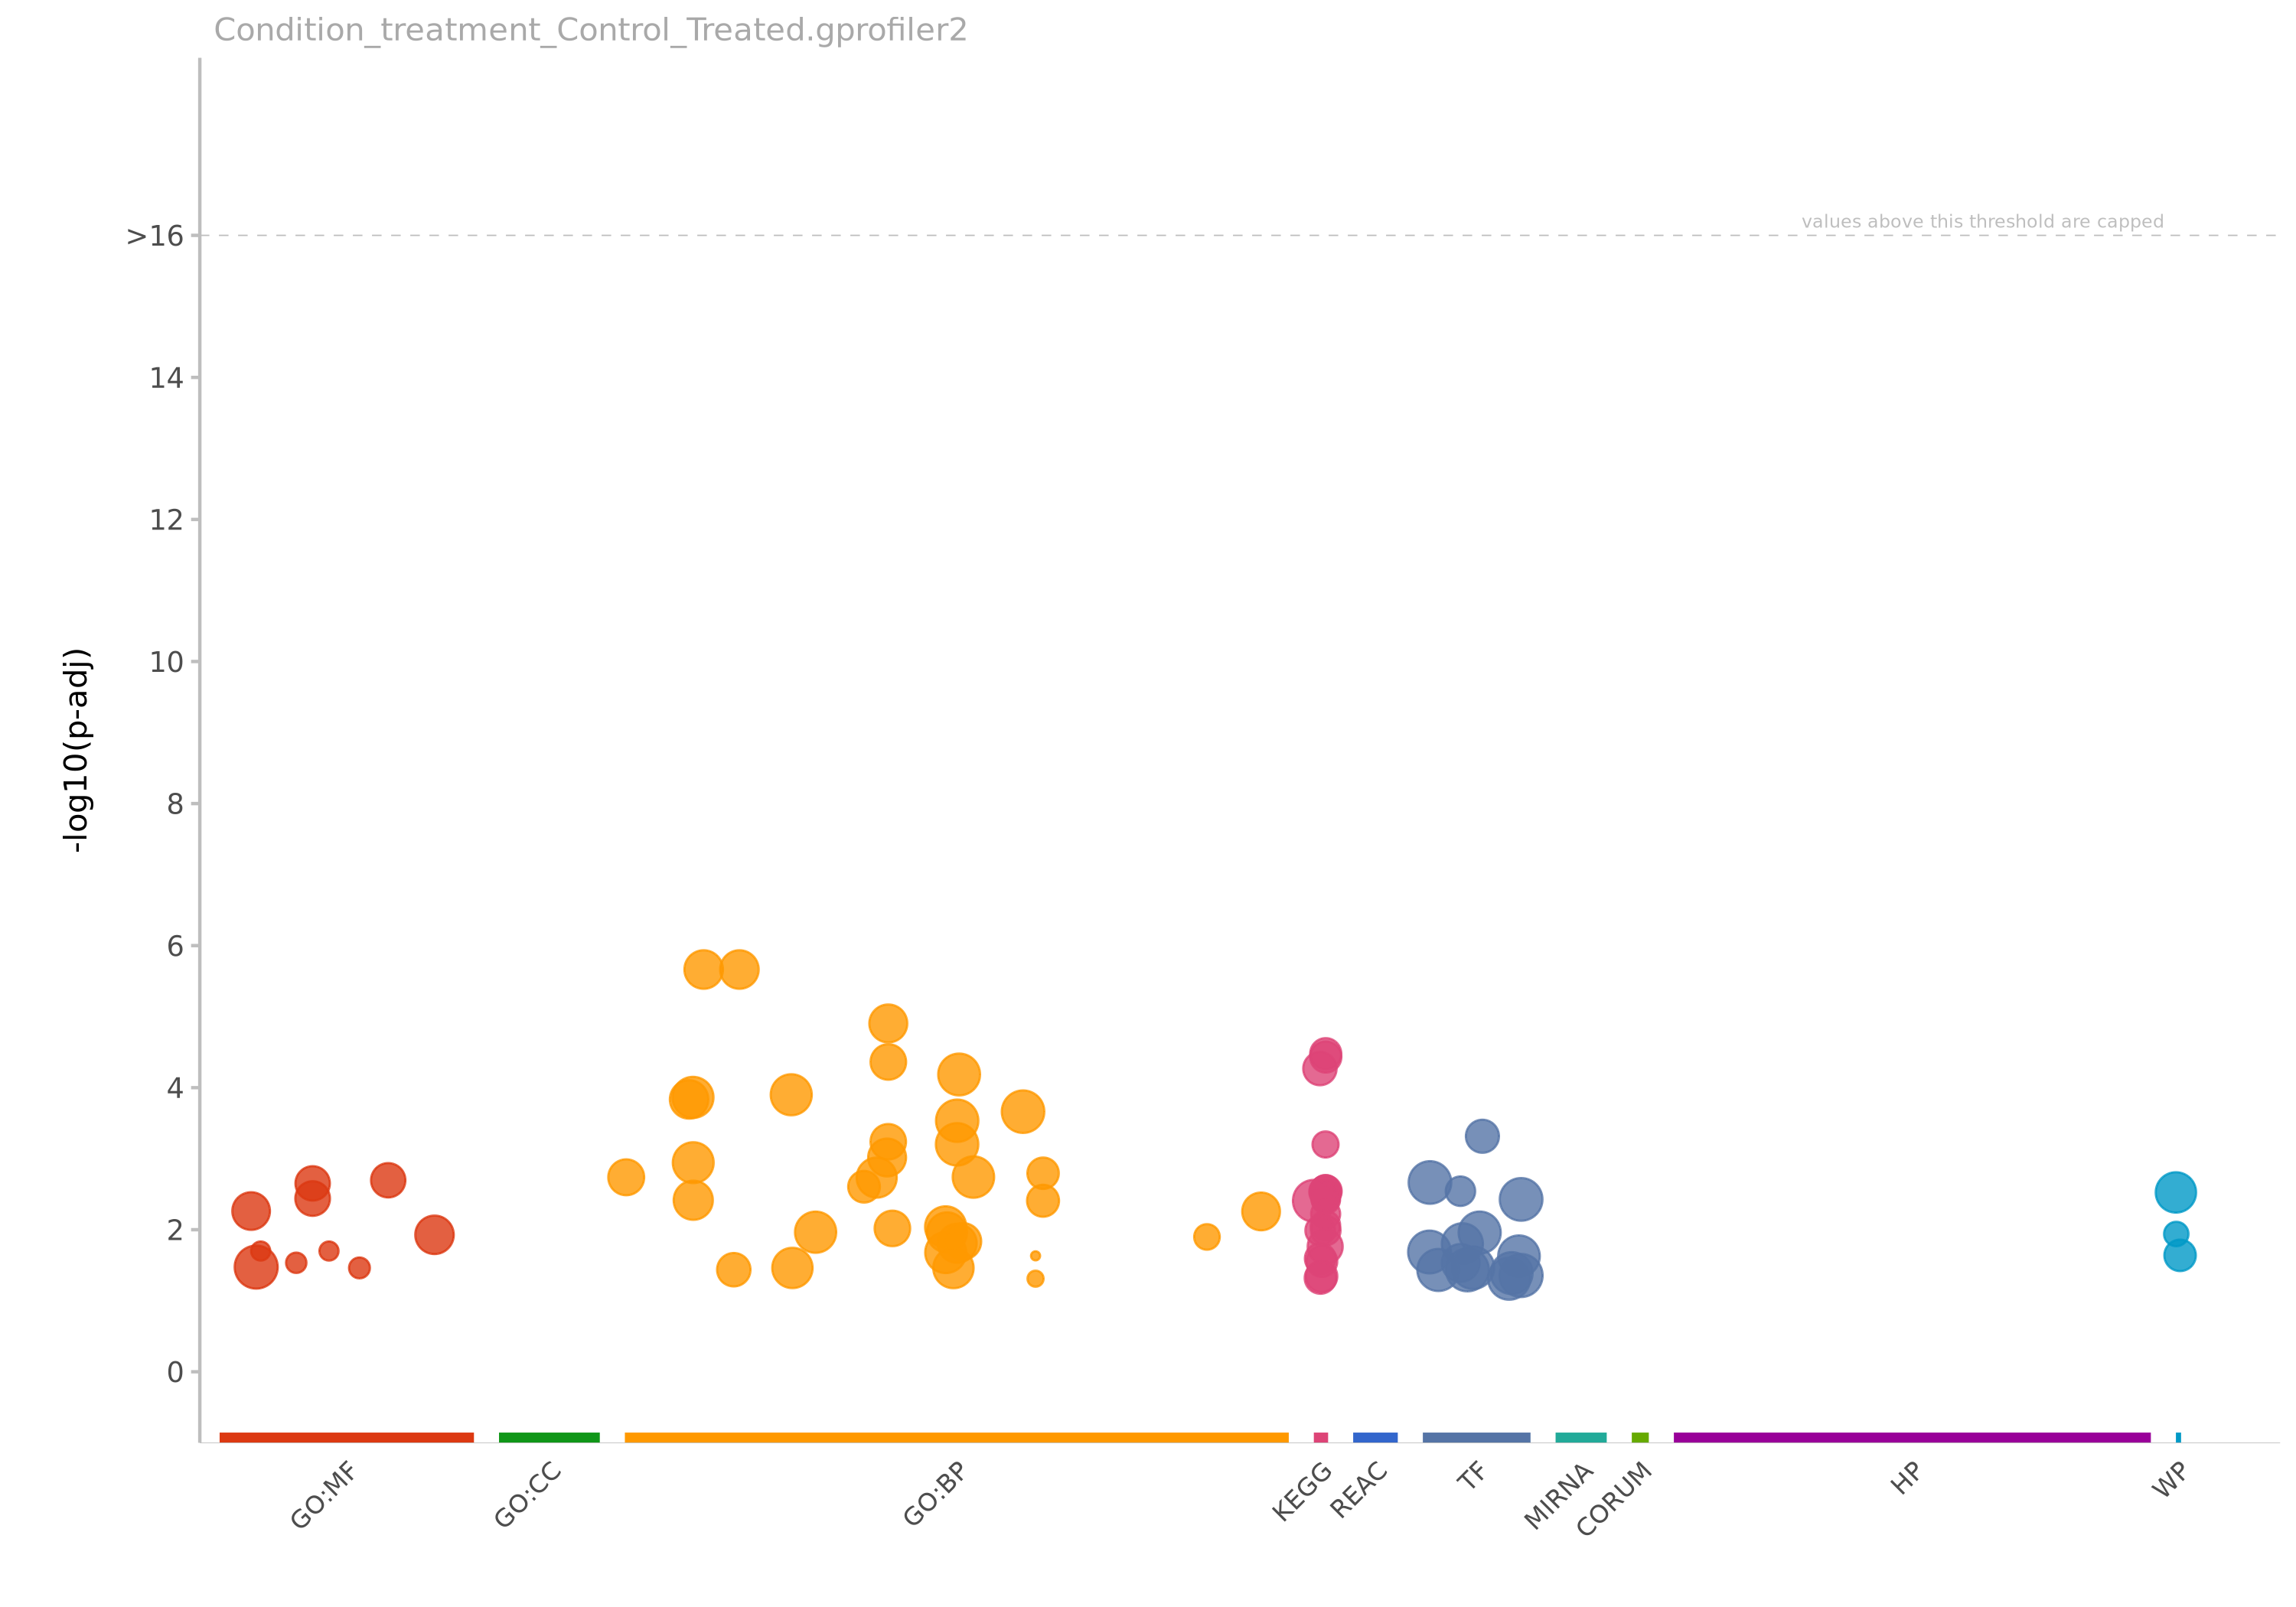 Condition_treatment_Control_Treated.gprofiler2
values above this threshold are capped
>16
14
12
10
8
6
4
2
0
-log10(p-adj)
GO:MF
GO:CC
GO:BP
KEGG
REAC
TF
MIRNA
CORUM
HP
WP